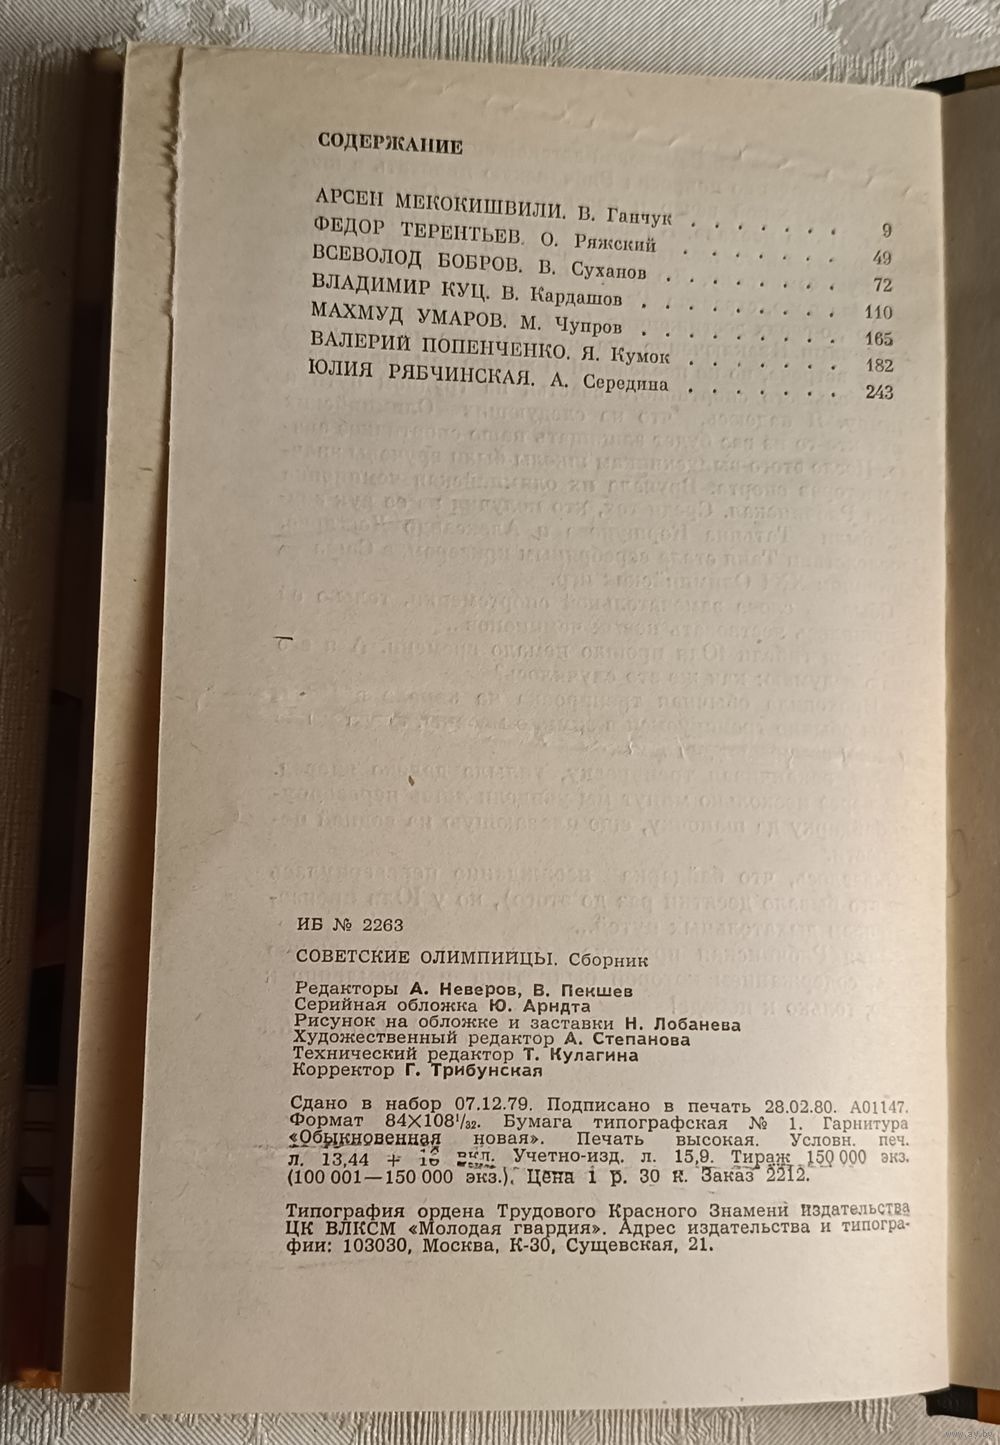 СОДЕРЖАНИЕ
АРСЕН МЕКОКИШВИЛИ. В. Ганчук . . . . . . . 9
ФЕДОР ТЕРЕНТЬЕВ. О. Ряжский . . . . . . . 49
ВСЕВОЛОД БОБРОВ. В. Суханов . . . . . . . 72
ВЛАДИМИР КУЦ. В. Кардашов . . . . . . . . 110
МАХМУД УМАРОВ. М. Чупров . . . . . . . . 165
ВАЛЕРИЙ ПОПЕНЧЕНКО. Я. Кумок . . . . . . . 182
ЮЛИЯ РЯБЧИНСКАЯ. А. Середина . . . . . . . 243
ИБ № 2263
СОВЕТСКИЕ ОЛИМПИЙЦЫ. Сборник
Редакторы А. Неверов, В. Пекшев
Серийная обложка Ю. Арндта
Рисунок на обложке и заставки Н. Лобанева
Художественный редактор А. Степанова
Технический редактор Т. Кулагина
Корректор Г. Трибунская
Сдано в набор 07.12.79. Подписано в печать 28.02.80. А01147.
Формат 84×108¹/₃₂. Бумага типографская № 1. Гарнитура
«Обыкновенная новая». Печать высокая. Условн. печ.
л. 13,44 + вкл. Учетно-изд. л. 15,9. Тираж 150 000 экз.
(100 001—150 000 экз.). Цена 1 р. 30 к. Заказ 2212.
Типография ордена Трудового Красного Знамени издательства
ЦК ВЛКСМ «Молодая гвардия». Адрес издательства и типогра-
фии: 103030, Москва, К-30, Сущевская, 21.
www.ay.by